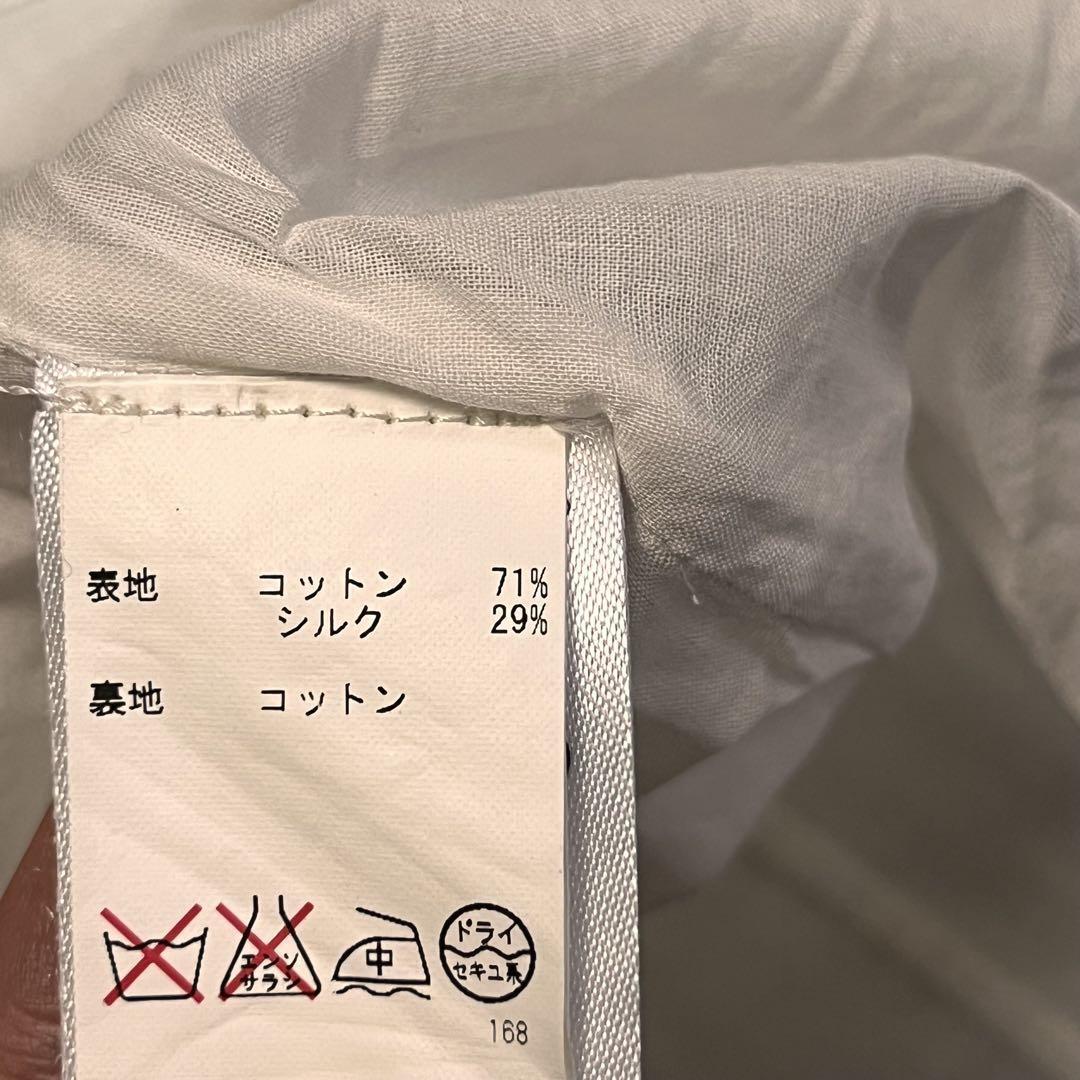 表地 コットン 71%
シルク 29%
裏地 コットン
エンソ
サラシ
中
ドライ
セキユ系
168